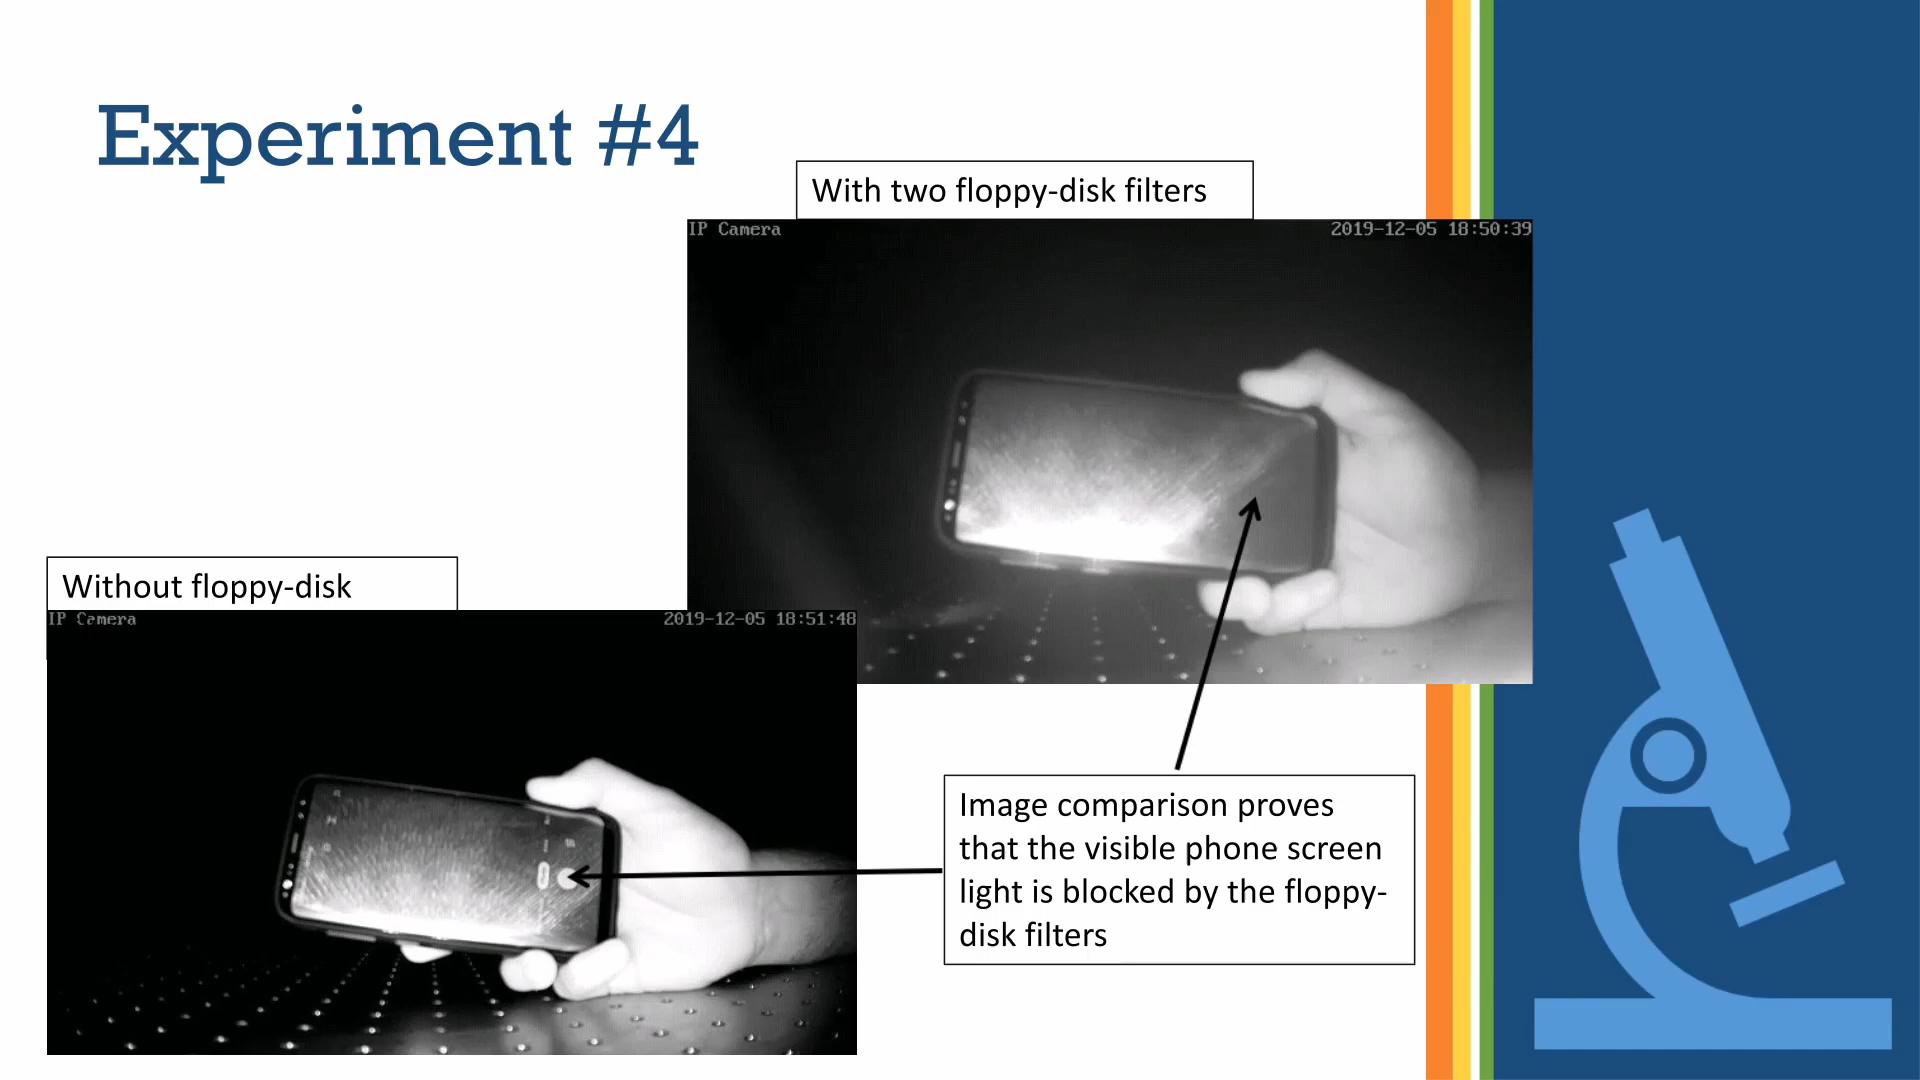 Experiment #4
With two floppy-disk filters
IP Camera
2019-12-05 18:50:39
Without floppy-disk
IP Camera
2019-12-05 18:51:48
Image comparison proves
that the visible phone screen
light is blocked by the floppy-
disk filters